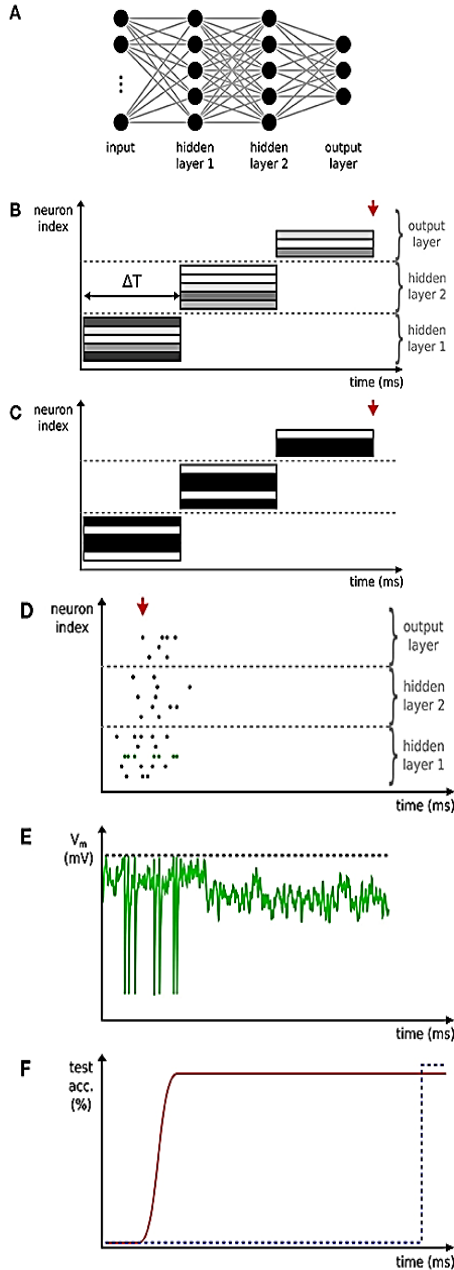 A
⋮
input
hidden
layer 1
hidden
layer 2
output
layer
B
neuron
index
ΔT
output
layer
hidden
layer 2
hidden
layer 1
time (ms)
C
neuron
index
time (ms)
D
neuron
index
output
layer
hidden
layer 2
hidden
layer 1
time (ms)
E
Vm
(mV)
time (ms)
F
test
acc.
(%)
time (ms)